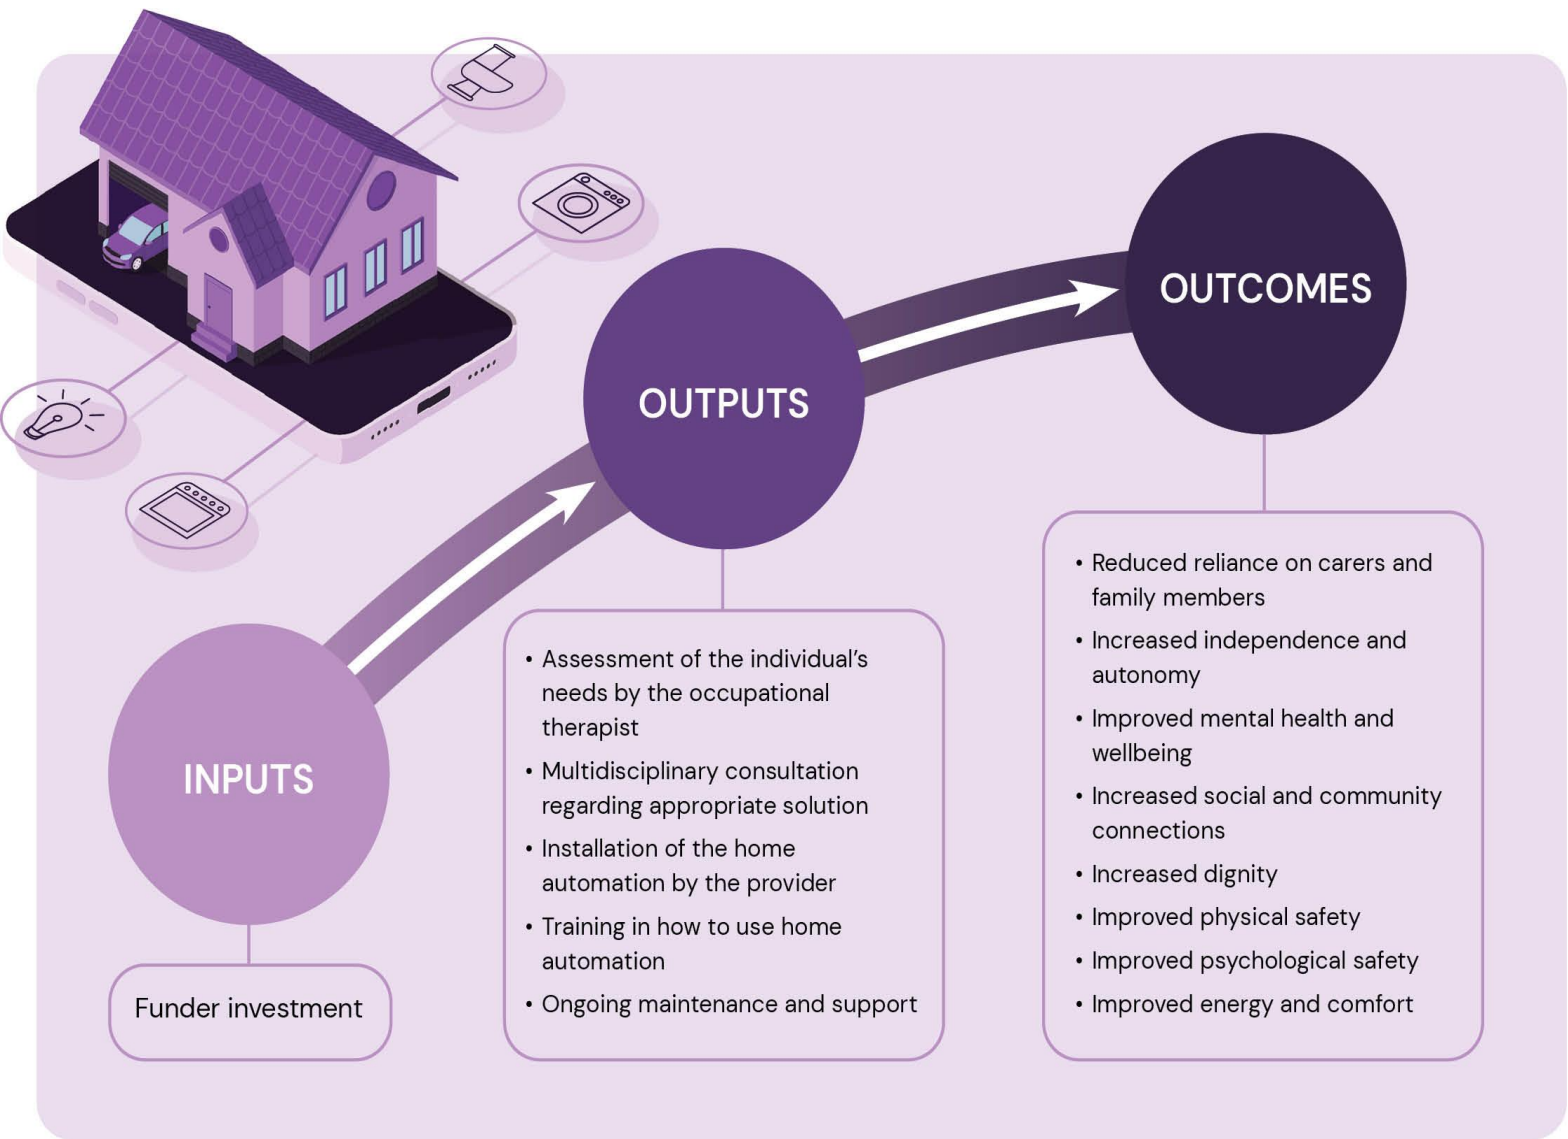 INPUTS
Funder investment
OUTPUTS
• Assessment of the individual’s
needs by the occupational
therapist
• Multidisciplinary consultation
regarding appropriate solution
• Installation of the home
automation by the provider
• Training in how to use home
automation
• Ongoing maintenance and support
OUTCOMES
• Reduced reliance on carers and
family members
• Increased independence and
autonomy
• Improved mental health and
wellbeing
• Increased social and community
connections
• Increased dignity
• Improved physical safety
• Improved psychological safety
• Improved energy and comfort